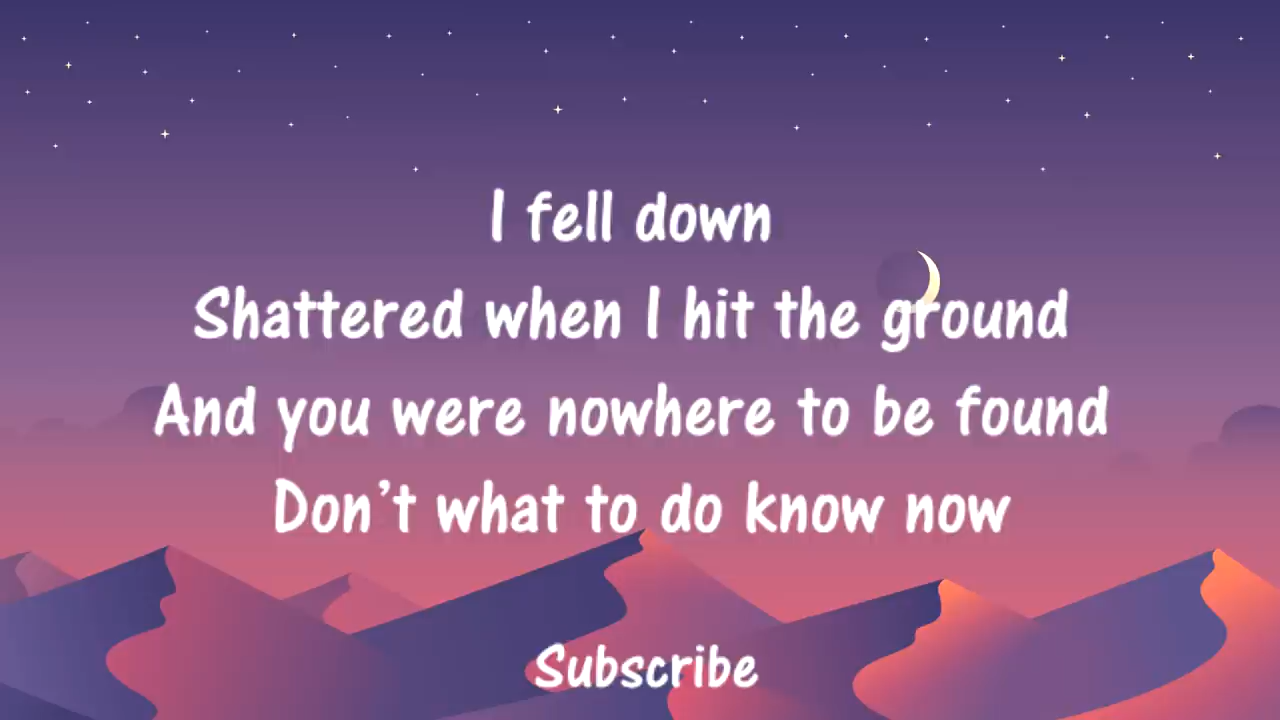 I fell down
Shattered when I hit the ground
And you were nowhere to be found
Don't what to do know now
Subscribe